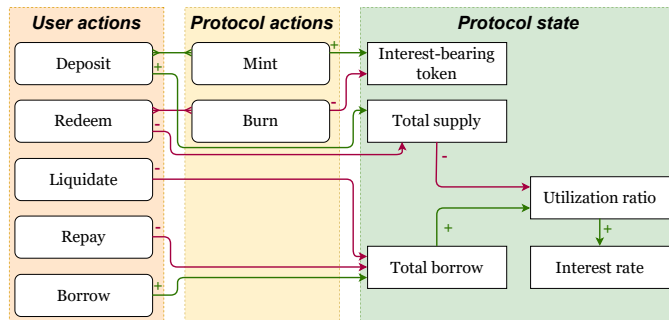 User actions
Protocol actions
Protocol state
Deposit
Mint
+
Interest-bearing
token
+
Redeem
-
Burn
-
Total supply
-
Liquidate
-
Utilization ratio
Repay
-
+
+
Total borrow
Interest rate
Borrow
+